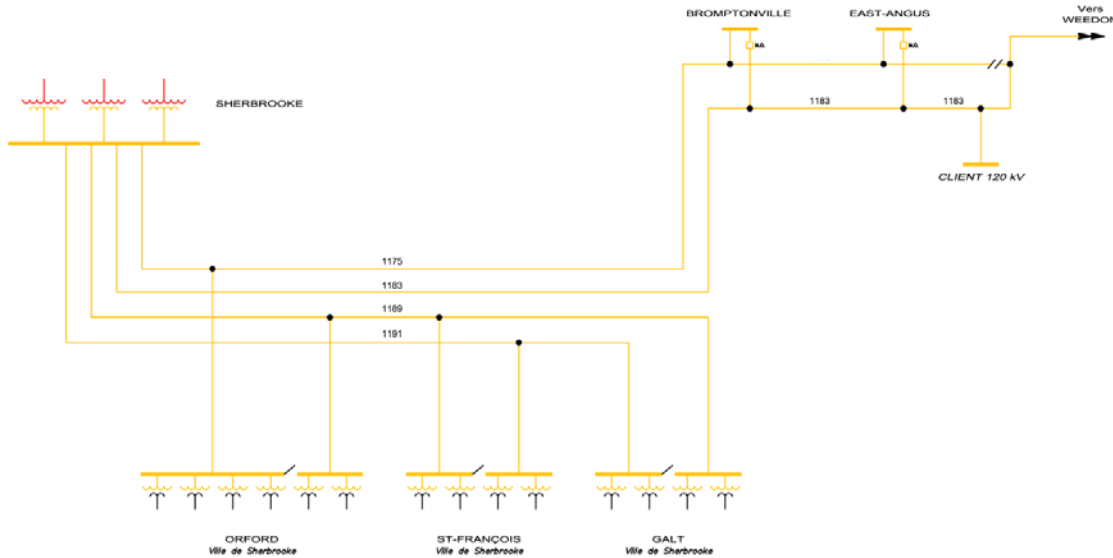 BROMPTONVILLE
EAST-ANGUS
Vers
WEEDON
N.O.
N.O.
SHERBROOKE
1183
1183
CLIENT 120 kV
1175
1183
1189
1191
ORFORD
Ville de Sherbrooke
ST-FRANÇOIS
Ville de Sherbrooke
GALT
Ville de Sherbrooke